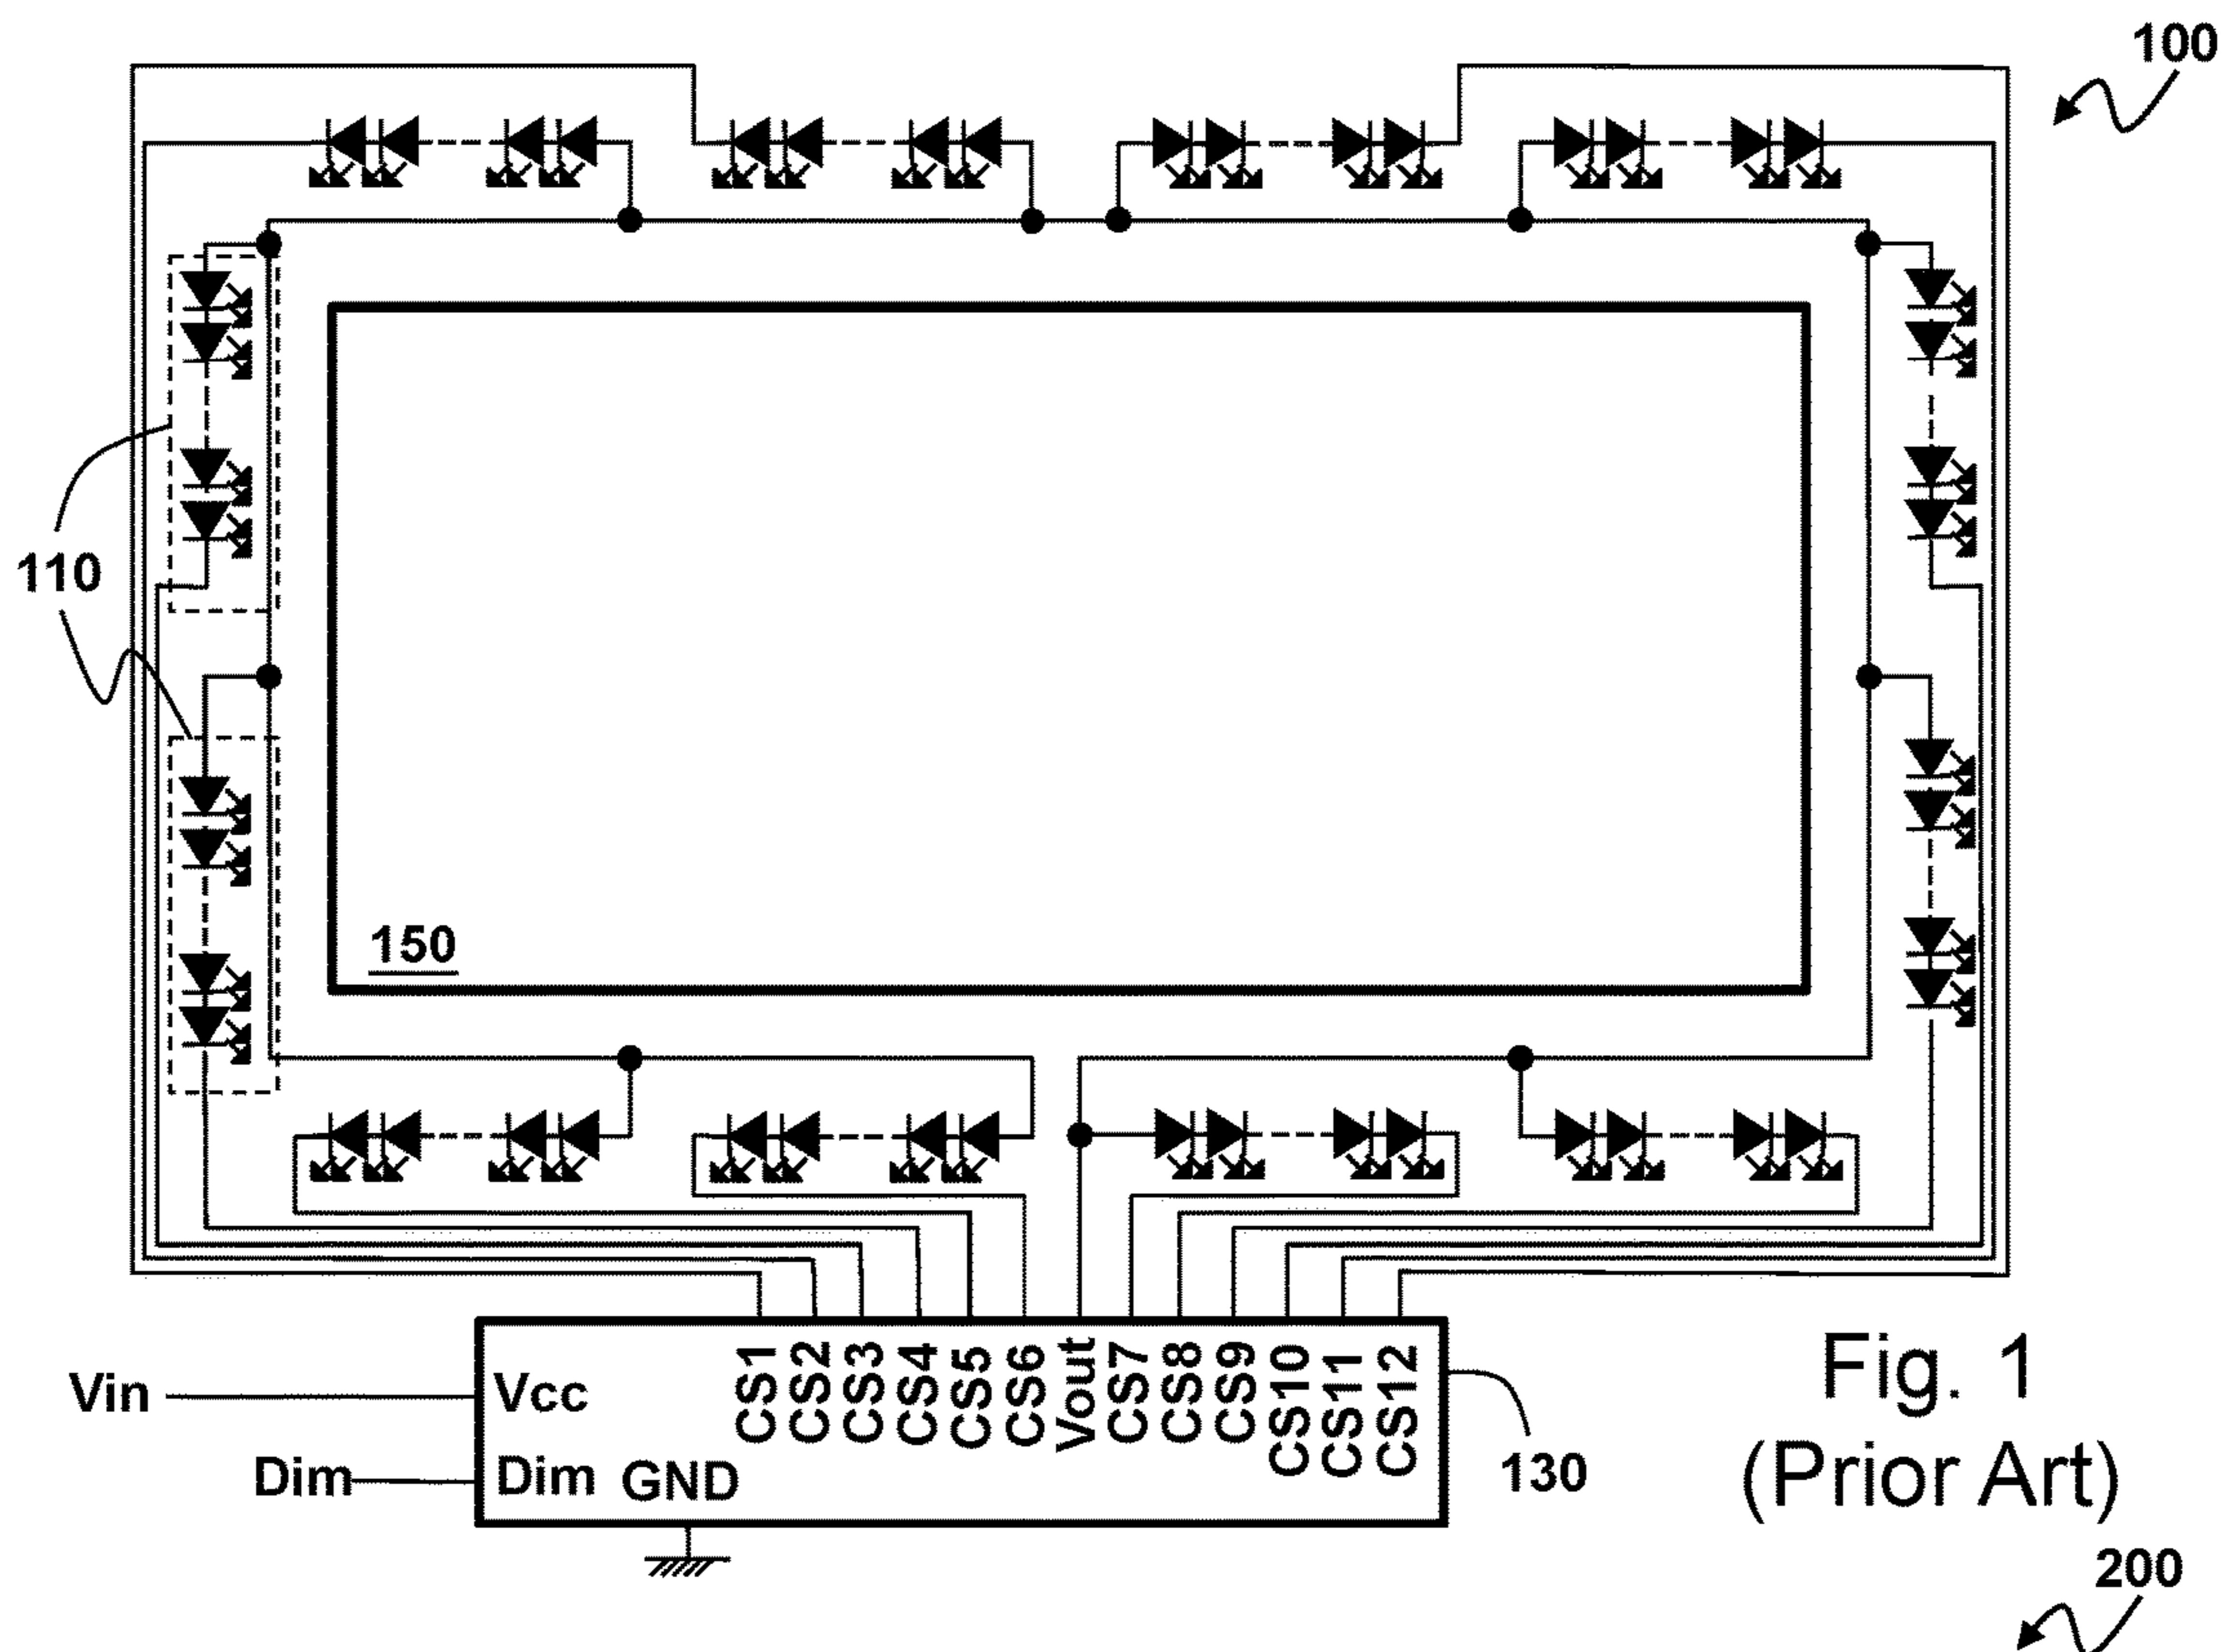 100
110
150
CS1 CS2 CS3 CS4 CS5 CS6 Vout CS7 CS8 CS9 CS10 CS11 CS12
Vin Vcc
Dim Dim GND
130
Fig. 1
(Prior Art)
200